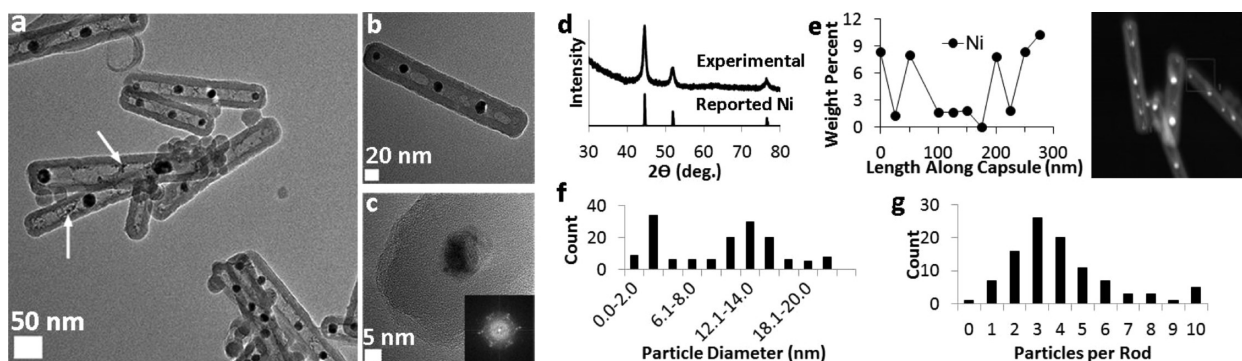 a
50 nm
b
20 nm
c
5 nm
d
Intensity
Experimental
Reported Ni
30 40 50 60 70 80
2Θ (deg.)
e
Weight Percent
12
9
6
3
0
Ni
0 100 200 300
Length Along Capsule (nm)
f
Count
40
20
0
0.0-2.0
6.1-8.0
12.1-14.0
18.1-20.0
Particle Diameter (nm)
g
Count
30
20
10
0
0 1 2 3 4 5 6 7 8 9 10
Particles per Rod